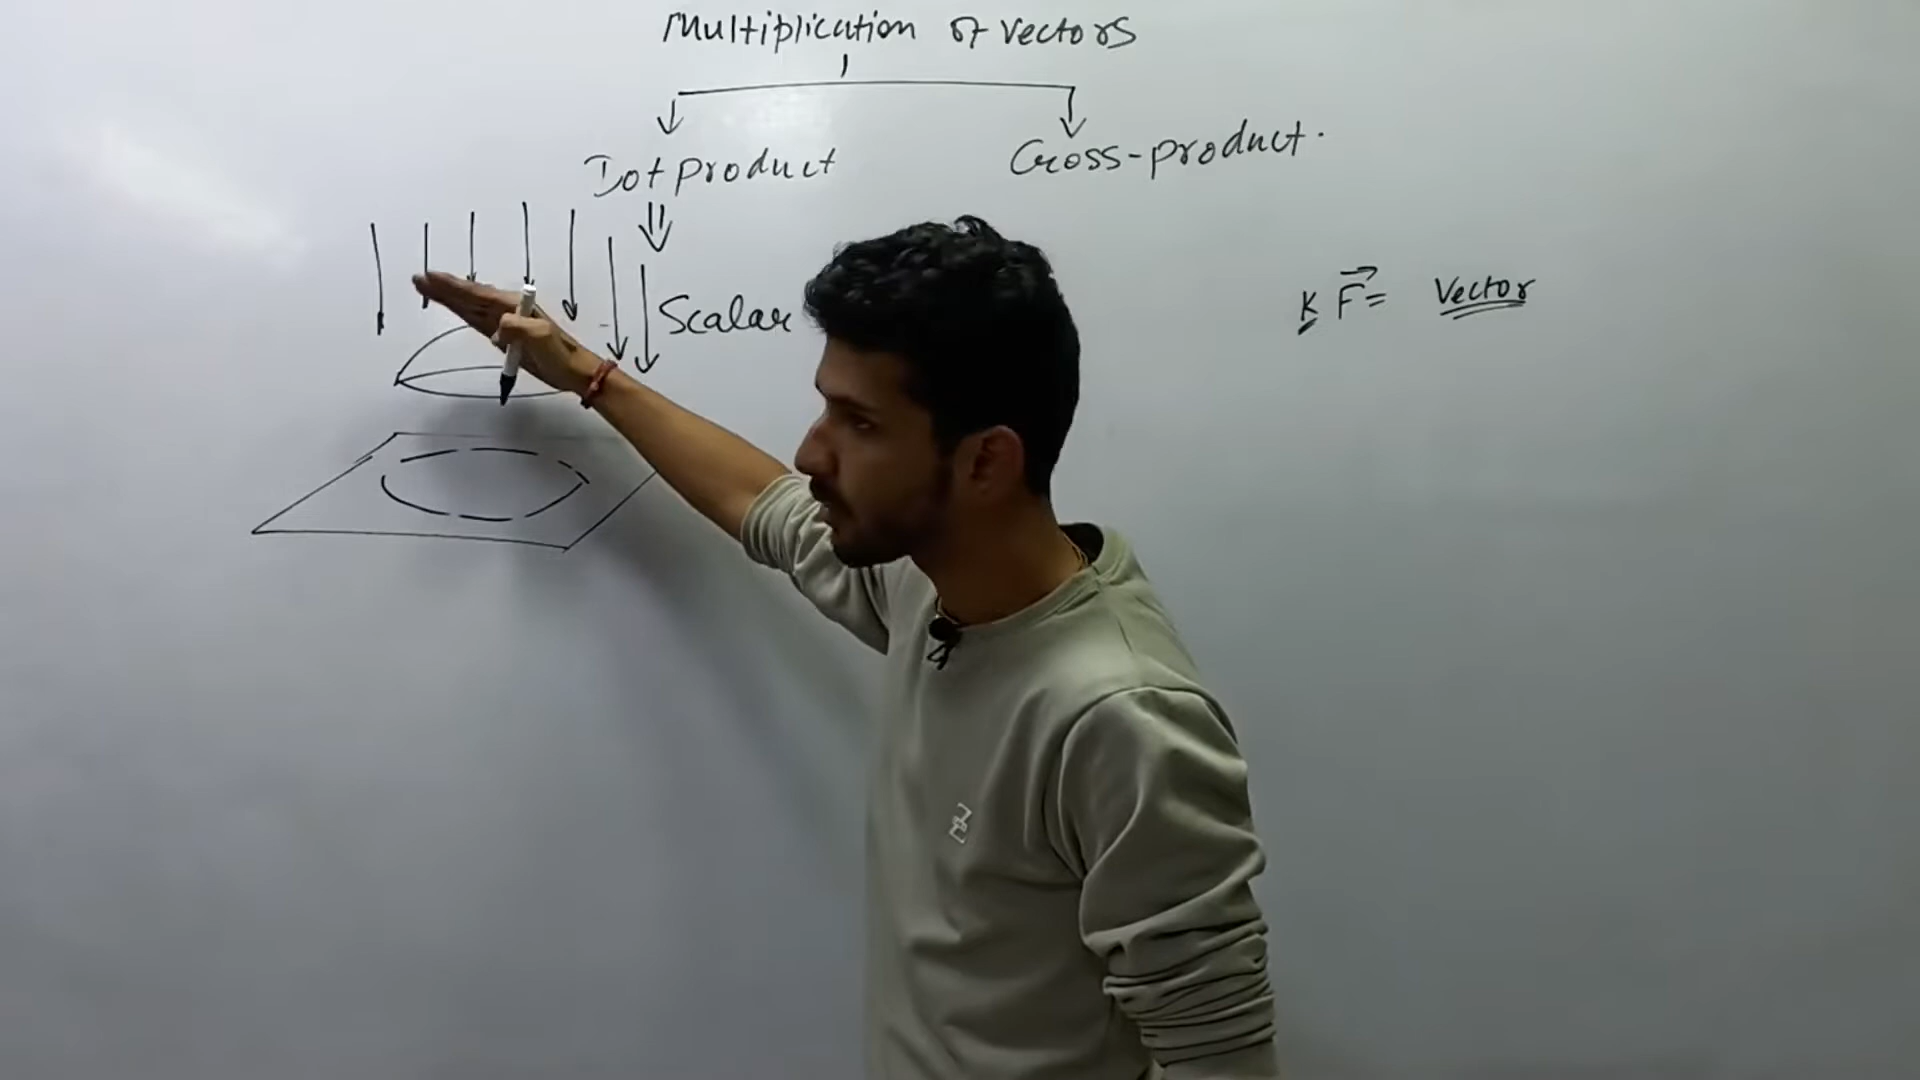 Multiplication of vectors
Dot product
Cross-product.
Scalar
K F⃗ = Vector